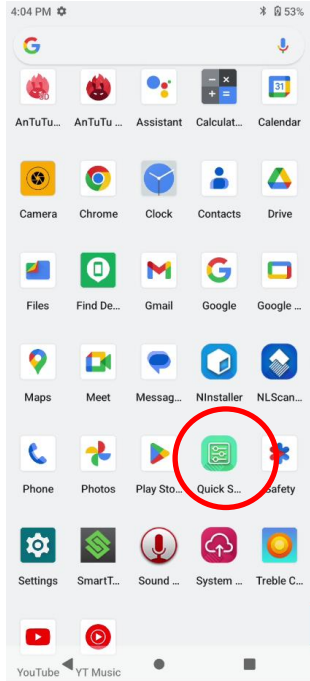 4:04 PM 53%
AnTuTu... AnTuTu ... Assistant Calculat... Calendar
Camera Chrome Clock Contacts Drive
Files Find De... Gmail Google Google ...
Maps Meet Messag... NInstaller NLScan...
Phone Photos Play Sto... Quick S... Safety
Settings SmartT... Sound ... System ... Treble C...
YouTube YT Music